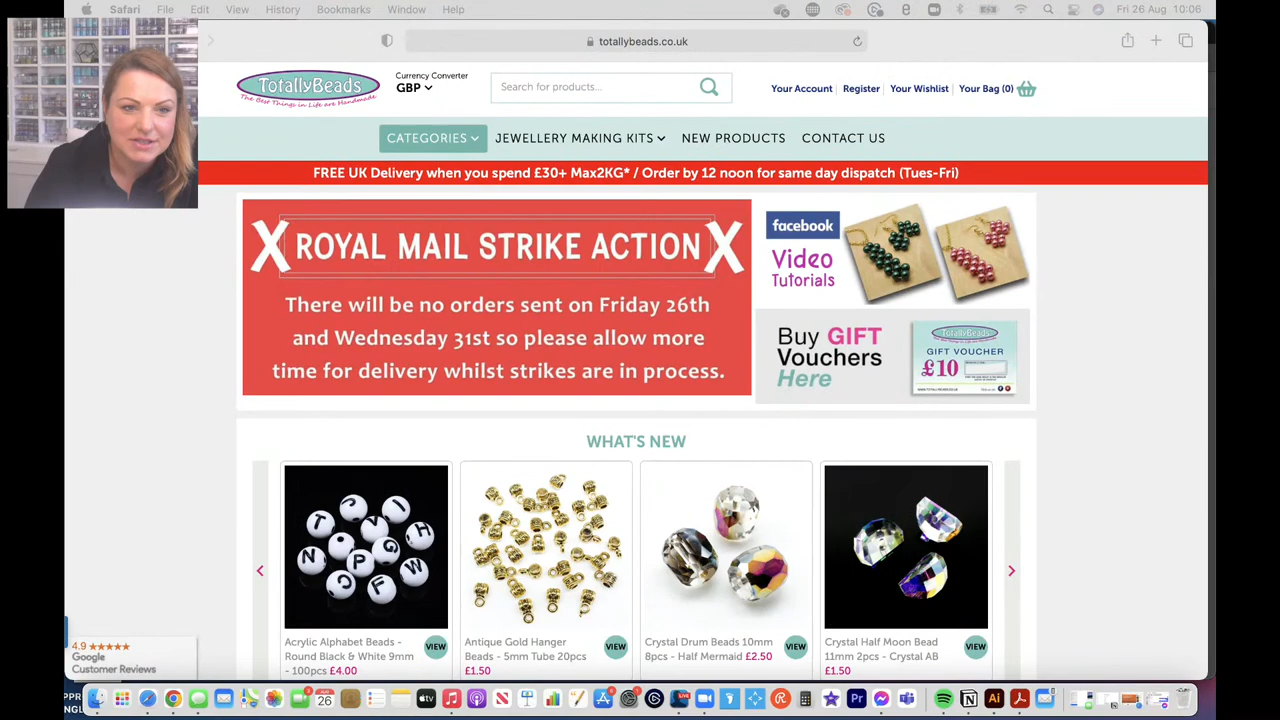 Safari File Edit View History Bookmarks Window Help Fri 26 Aug 10:06
totallybeads.co.uk
TotallyBeads
The Best Things in Life are Handmade
Currency Converter
GBP
Search for products...
Your Account Register Your Wishlist Your Bag (0)
CATEGORIES JEWELLERY MAKING KITS NEW PRODUCTS CONTACT US
FREE UK Delivery when you spend £30+ Max2KG* / Order by 12 noon for same day dispatch (Tues-Fri)
X ROYAL MAIL STRIKE ACTION X
There will be no orders sent on Friday 26th
and Wednesday 31st so please allow more
time for delivery whilst strikes are in process.
facebook
Video
Tutorials
Buy GIFT
Vouchers
Here
TotallyBeads
GIFT VOUCHER
£10
WHAT'S NEW
T J I V H N P G C F W
Acrylic Alphabet Beads -
Round Black & White 9mm
- 100pcs £4.00
VIEW
Antique Gold Hanger
Beads - 5mm Tube 20pcs
£1.50
VIEW
Crystal Drum Beads 10mm
8pcs - Half Mermaid £2.50
VIEW
Crystal Half Moon Bead
11mm 2pcs - Crystal AB
£1.50
VIEW
4.9 ★★★★★
Google
Customer Reviews